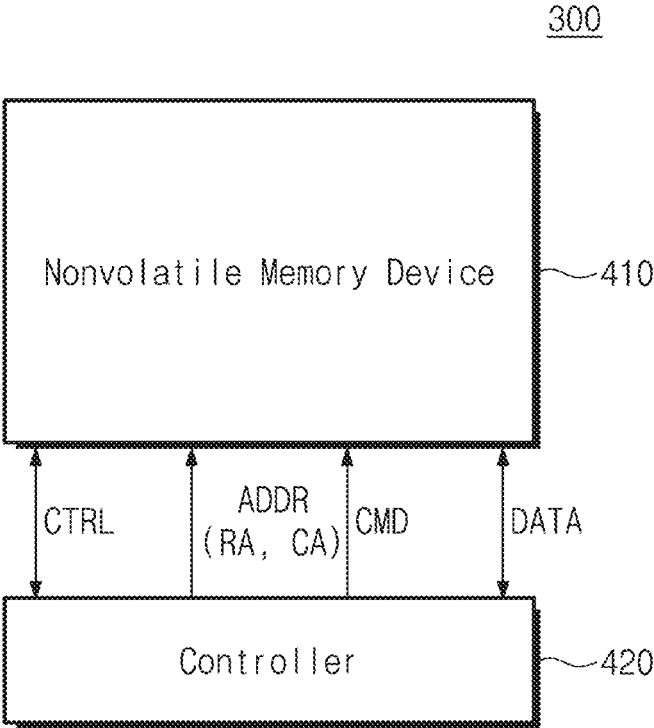 300
Nonvolatile Memory Device
410
CTRL
ADDR
(RA, CA)
CMD
DATA
Controller
420